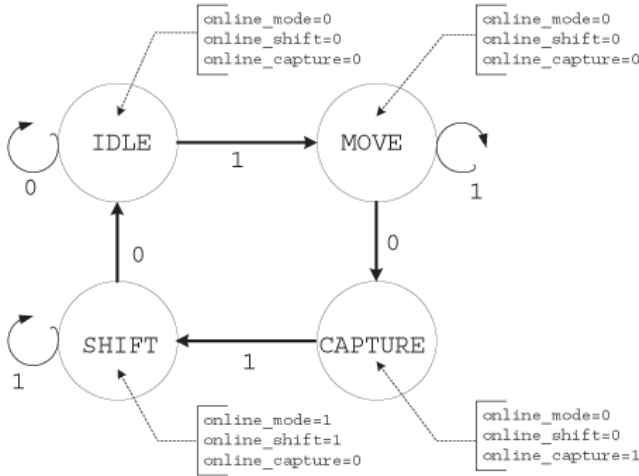 online_mode=0
online_shift=0
online_capture=0
online_mode=0
online_shift=0
online_capture=0
IDLE
MOVE
1
0
1
0
0
SHIFT
CAPTURE
1
1
online_mode=1
online_shift=1
online_capture=0
online_mode=0
online_shift=0
online_capture=1